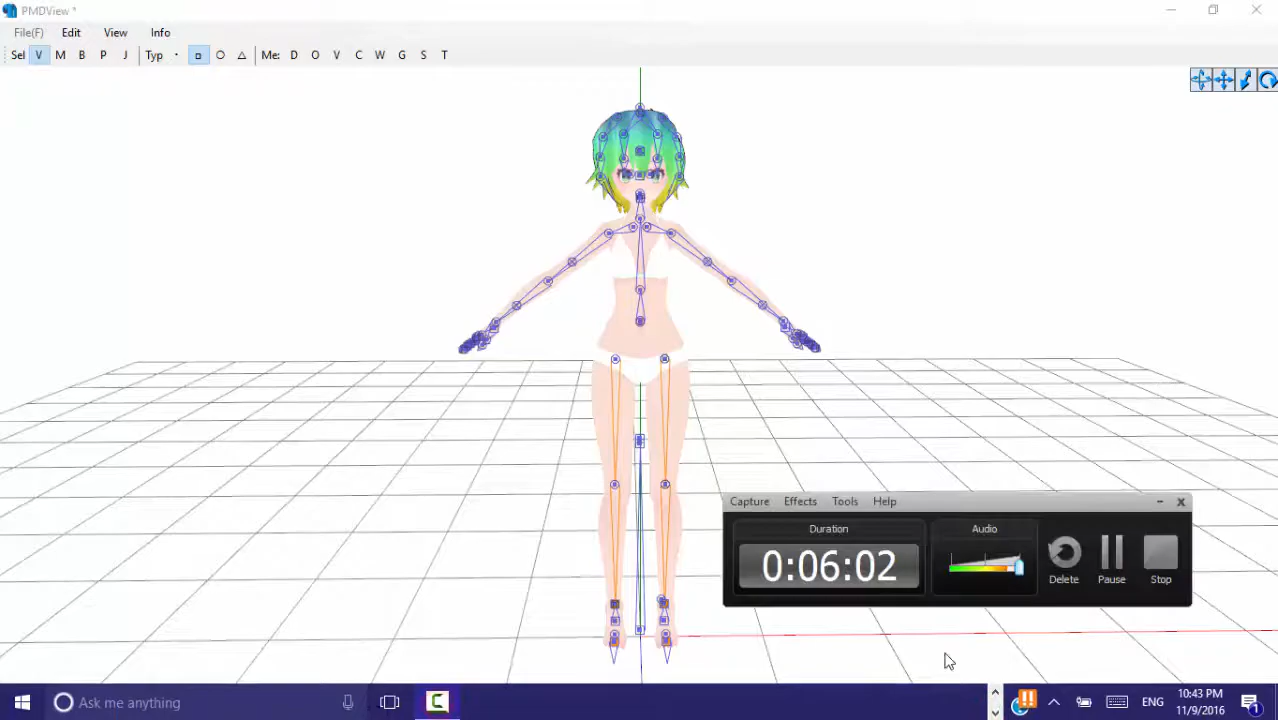 PMDView *
File(F) Edit View Info
Sel V M B P J Typ Me: D O V C W G S T
Capture Effects Tools Help
Duration Audio
0:06:02
Delete Pause Stop
Ask me anything
ENG
10:43 PM
11/9/2016
1